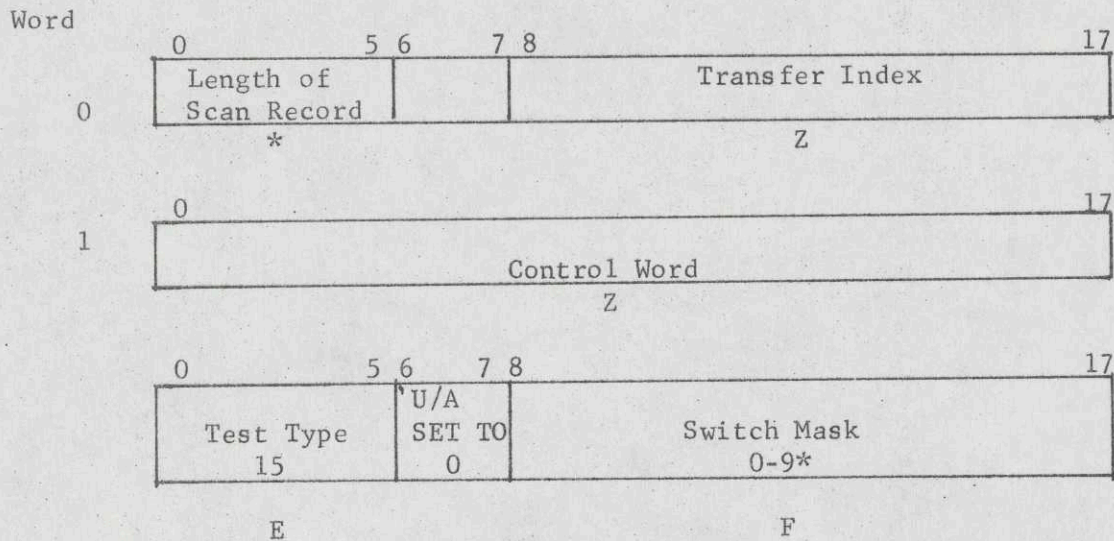 Word
0 5 6 7 8 17
Length of Transfer Index
0 Scan Record
* Z
0 17
1
Control Word
Z
0 5 6 7 8 17
U/A
Test Type SET TO Switch Mask
15 0 0-9*
E F